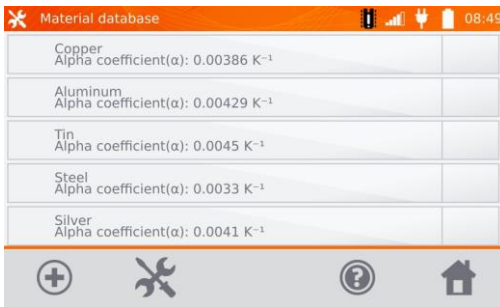 Material database
08:49
Copper
Alpha coefficient(α): 0.00386 K⁻¹
Aluminum
Alpha coefficient(α): 0.00429 K⁻¹
Tin
Alpha coefficient(α): 0.0045 K⁻¹
Steel
Alpha coefficient(α): 0.0033 K⁻¹
Silver
Alpha coefficient(α): 0.0041 K⁻¹